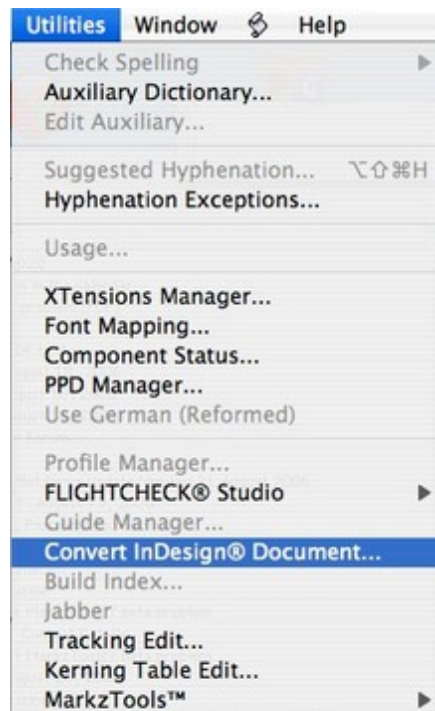 Utilities Window Help
Check Spelling
Auxiliary Dictionary...
Edit Auxiliary...
Suggested Hyphenation... ⌥⇧⌘H
Hyphenation Exceptions...
Usage...
XTensions Manager...
Font Mapping...
Component Status...
PPD Manager...
Use German (Reformed)
Profile Manager...
FLIGHTCHECK® Studio
Guide Manager...
Convert InDesign® Document...
Build Index...
Jabber
Tracking Edit...
Kerning Table Edit...
MarkzTools™